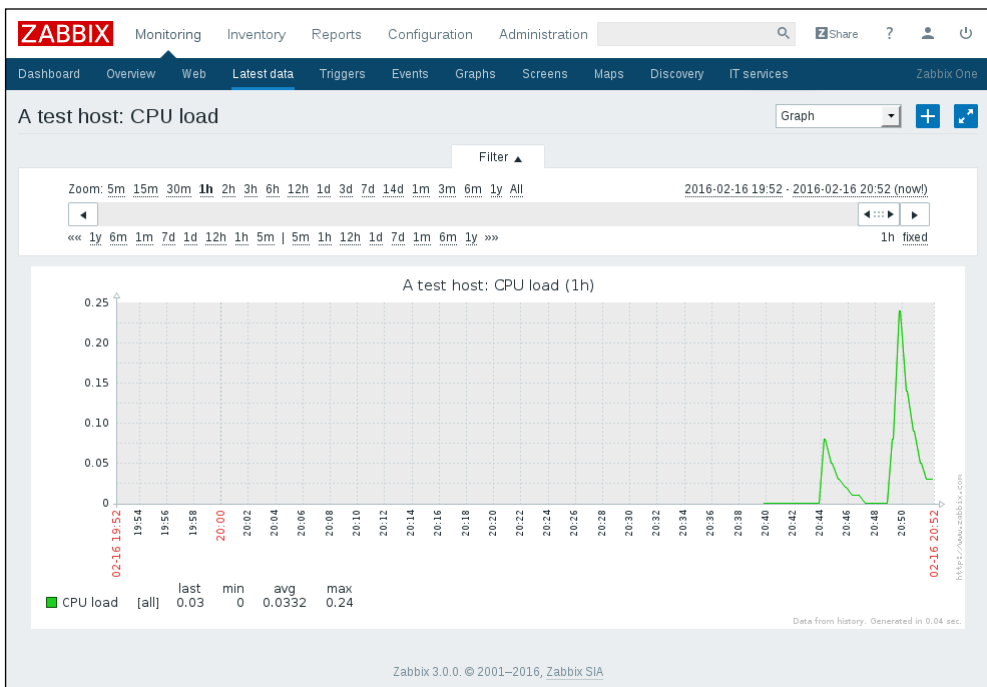 ZABBIX Monitoring Inventory Reports Configuration Administration Z Share ?
Dashboard Overview Web Latest data Triggers Events Graphs Screens Maps Discovery IT services Zabbix One
A test host: CPU load Graph
Filter
Zoom: 5m 15m 30m 1h 2h 3h 6h 12h 1d 3d 7d 14d 1m 3m 6m 1y All 2016-02-16 19:52 - 2016-02-16 20:52 (now!)
«« 1y 6m 1m 7d 1d 12h 1h 5m | 5m 1h 12h 1d 7d 1m 6m 1y »» 1h fixed
A test host: CPU load (1h)
0.25
0.20
0.15
0.10
0.05
0
02-16 19:52 19:54 19:56 19:58 20:00 20:02 20:04 20:06 20:08 20:10 20:12 20:14 20:16 20:18 20:20 20:22 20:24 20:26 20:28 20:30 20:32 20:34 20:36 20:38 20:40 20:42 20:44 20:46 20:48 20:50 02-16 20:52
http://www.zabbix.com
last min avg max
CPU load [all] 0.03 0 0.0332 0.24
Data from history. Generated in 0.04 sec.
Zabbix 3.0.0. © 2001–2016, Zabbix SIA